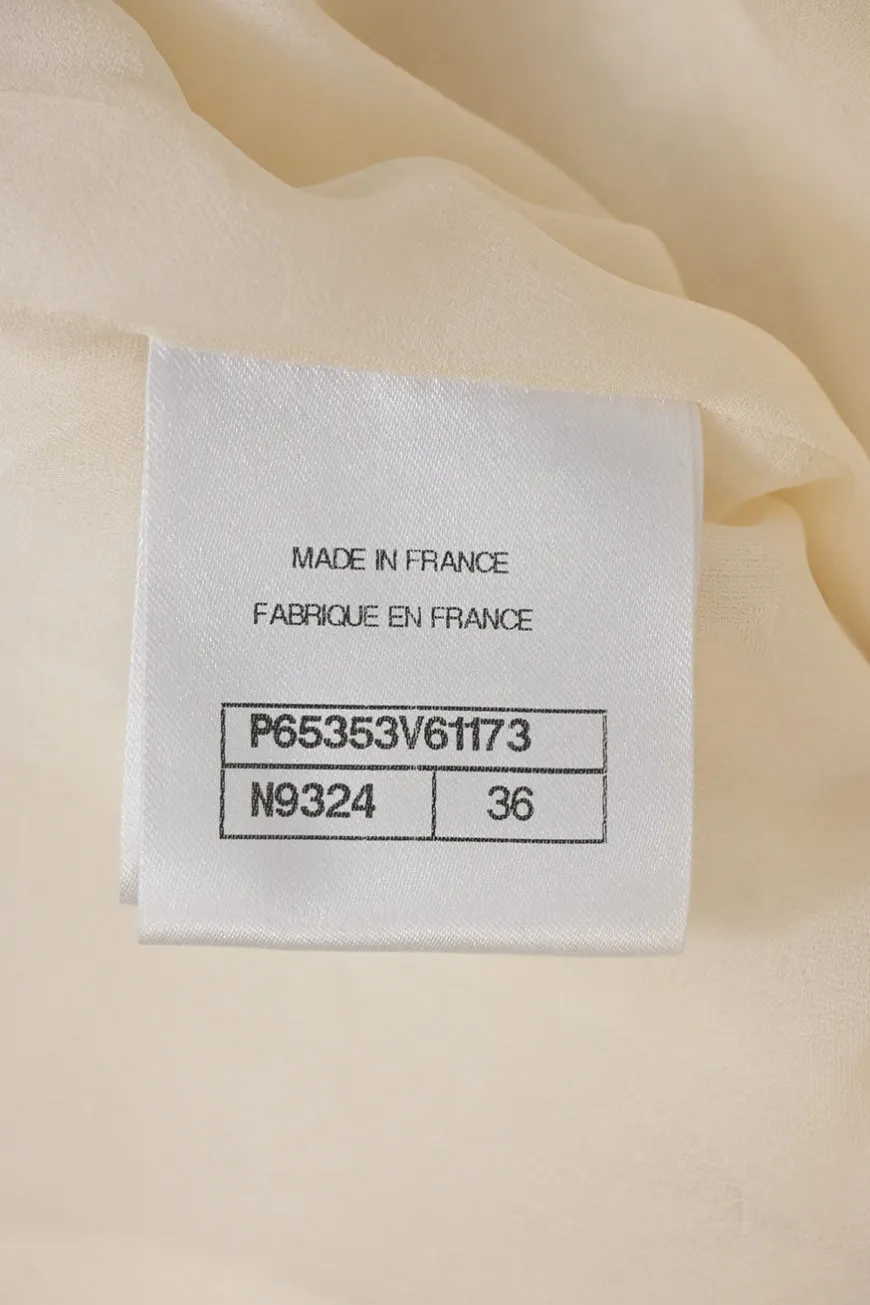 MADE IN FRANCE
FABRIQUE EN FRANCE
P65353V61173
N9324 36